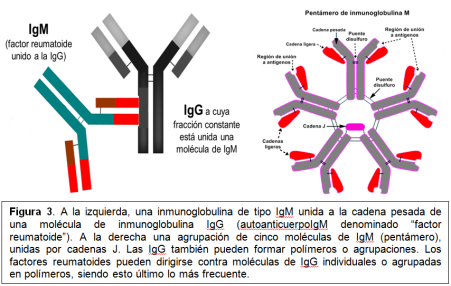 IgM
(factor
reumatoide
unido a la IgG)
IgG a cuya
fracción constante
está unida una
molécula de IgM
Pentámero de inmunoglobulina M
Cadena pesada
Puente
disulfuro
Cadena ligera
Región de unión
a antígenos
Región de unión
a antígenos
Puente
disulfuro
Cadena J
Cadenas
ligeras
Figura 3. A la izquierda, una inmunoglobulina de tipo IgM unida a la cadena pesada de
una molécula de inmunoglobulina IgG (autoanticuerpoIgM denominado “factor
reumatoide”). A la derecha una agrupación de cinco moléculas de IgM (pentámero),
unidas por cadenas J. Las IgG también pueden formar polímeros o agrupaciones. Los
factores reumatoides pueden dirigirse contra moléculas de IgG individuales o agrupadas
en polímeros, siendo esto último lo más frecuente.